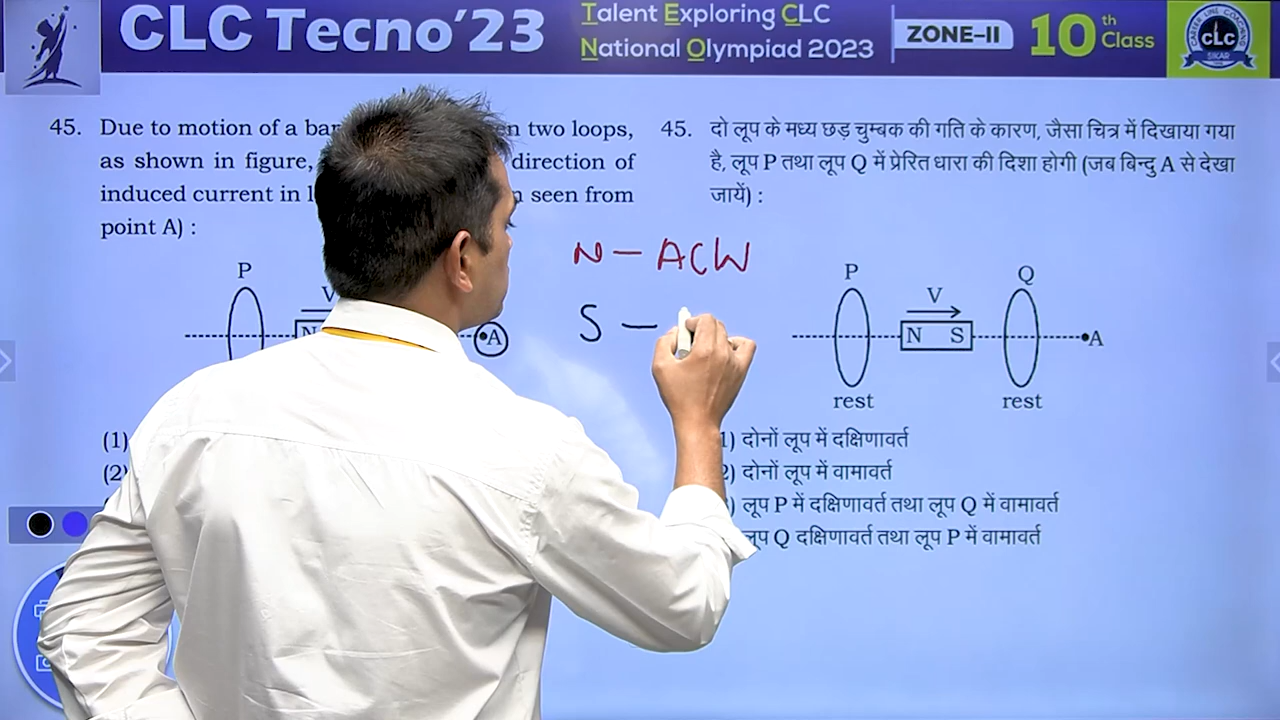 CLC Tecno'23
Talent Exploring CLC
National Olympiad 2023
ZONE–II
10th Class
CLC
SIKAR
45. Due to motion of a bar n two loops,
as shown in figure, direction of
induced current in l n seen from
point A) :
P
V
N
A
(1)
(2)
N – ACW
S –
45. दो लूप के मध्य छड़ चुम्बक की गति के कारण, जैसा चित्र में दिखाया गया
है, लूप P तथा लूप Q में प्रेरित धारा की दिशा होगी (जब बिन्दु A से देखा
जायें) :
P
V
Q
N S
A
rest
rest
1) दोनों लूप में दक्षिणावर्त
2) दोनों लूप में वामावर्त
) लूप P में दक्षिणावर्त तथा लूप Q में वामावर्त
लूप Q दक्षिणावर्त तथा लूप P में वामावर्त